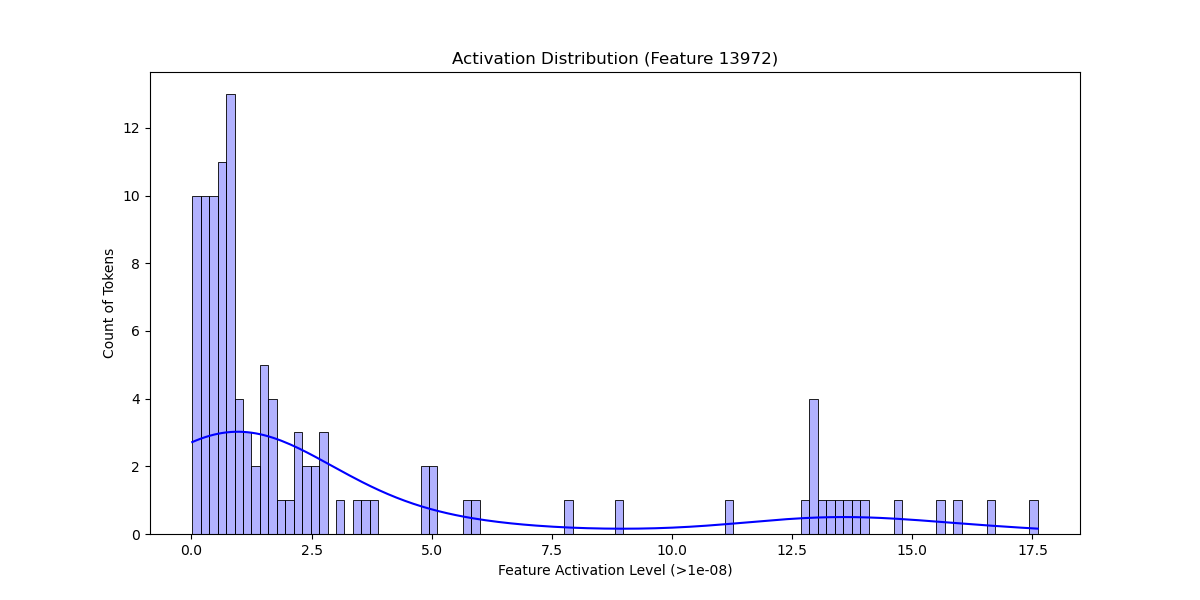 Activation Distribution (Feature 13972)
12
10
8
6
4
2
0
Count of Tokens
0.0 2.5 5.0 7.5 10.0 12.5 15.0 17.5
Feature Activation Level (>1e-08)